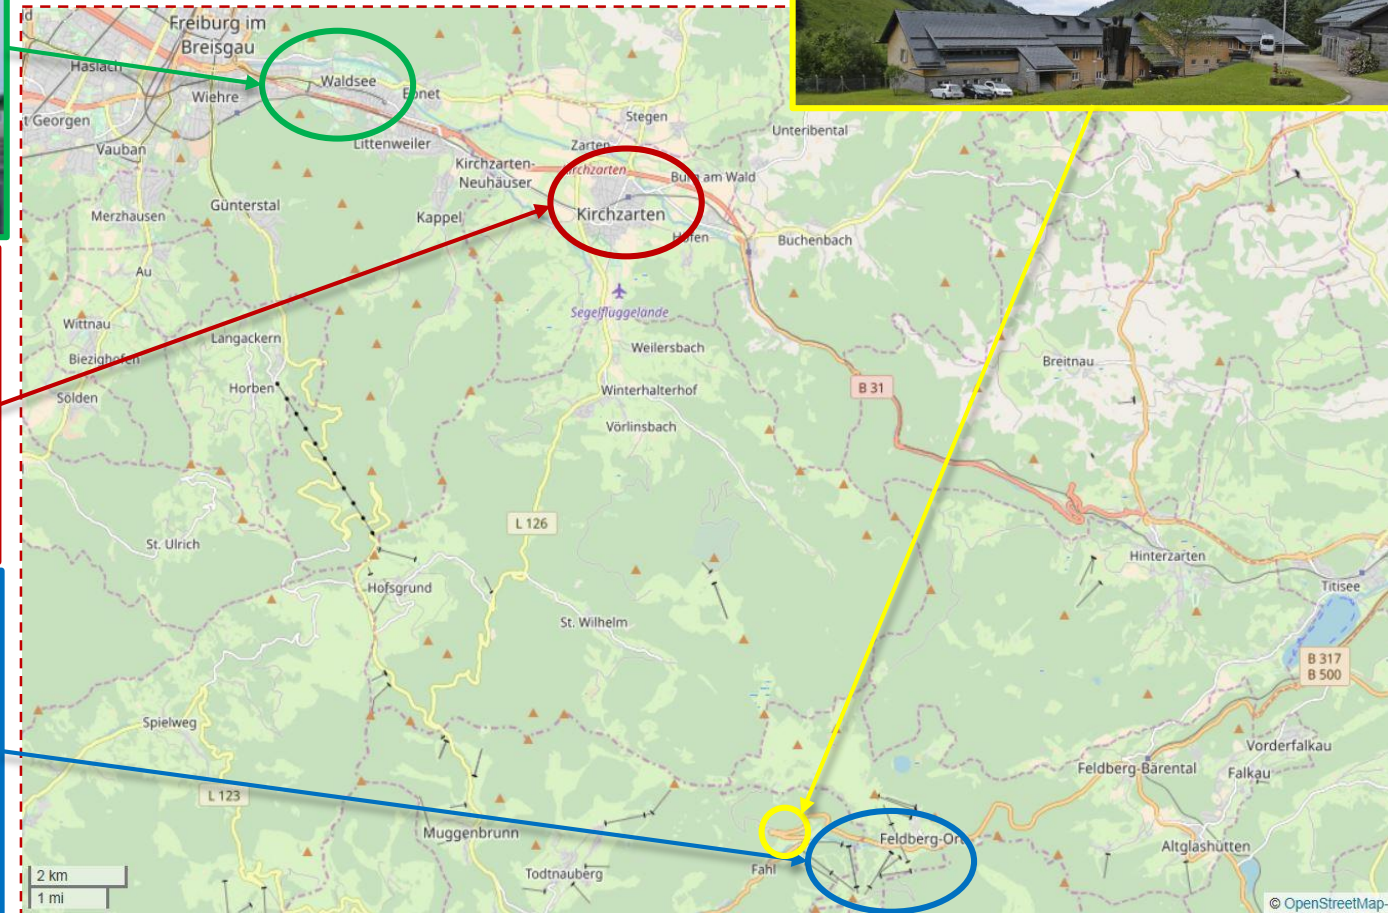 d
Freiburg im
Breisgau
Haslach
Waldsee
Wiehre
Ebnet
t Georgen
Stegen
Unteribental
Vauban
Littenweiler
Zarten
Kirchzarten-
Neuhäuser
Kirchzarten
Burg am Wald
Günterstal
Merzhausen
Kappel
Kirchzarten
Höfen
Buchenbach
Au
Segelfluggelände
Wittnau
Langackern
Weilersbach
Biezighofen
Breitnau
Horben
Winterhalterhof
B 31
Sölden
Vörlinsbach
L 126
St. Ulrich
Hinterzarten
Hofsgrund
Titisee
St. Wilhelm
B 317
B 500
Spielweg
Vorderfalkau
Feldberg-Bärental
Falkau
L 123
Muggenbrunn
Feldberg-Ort
Altglashütten
Fahl
Todtnauberg
2 km
1 mi
© OpenStreetMap-